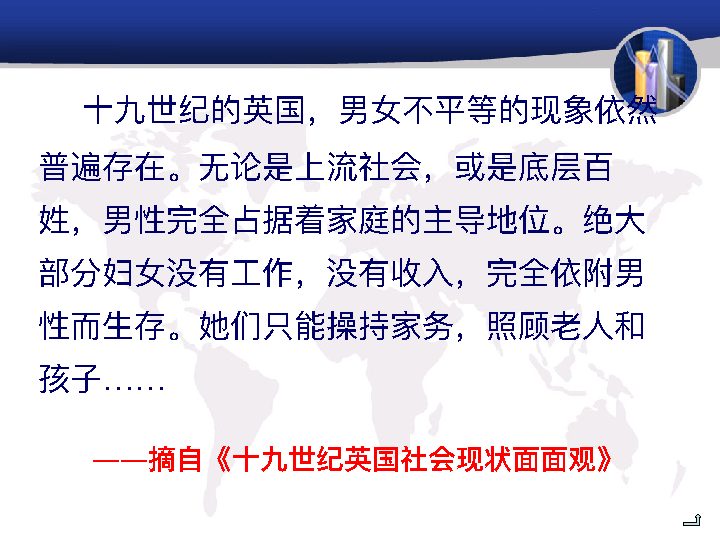 十九世纪的英国，男女不平等的现象依然
普遍存在。无论是上流社会，或是底层百
姓，男性完全占据着家庭的主导地位。绝大
部分妇女没有工作，没有收入，完全依附男
性而生存。她们只能操持家务，照顾老人和
孩子……
——摘自《十九世纪英国社会现状面面观》